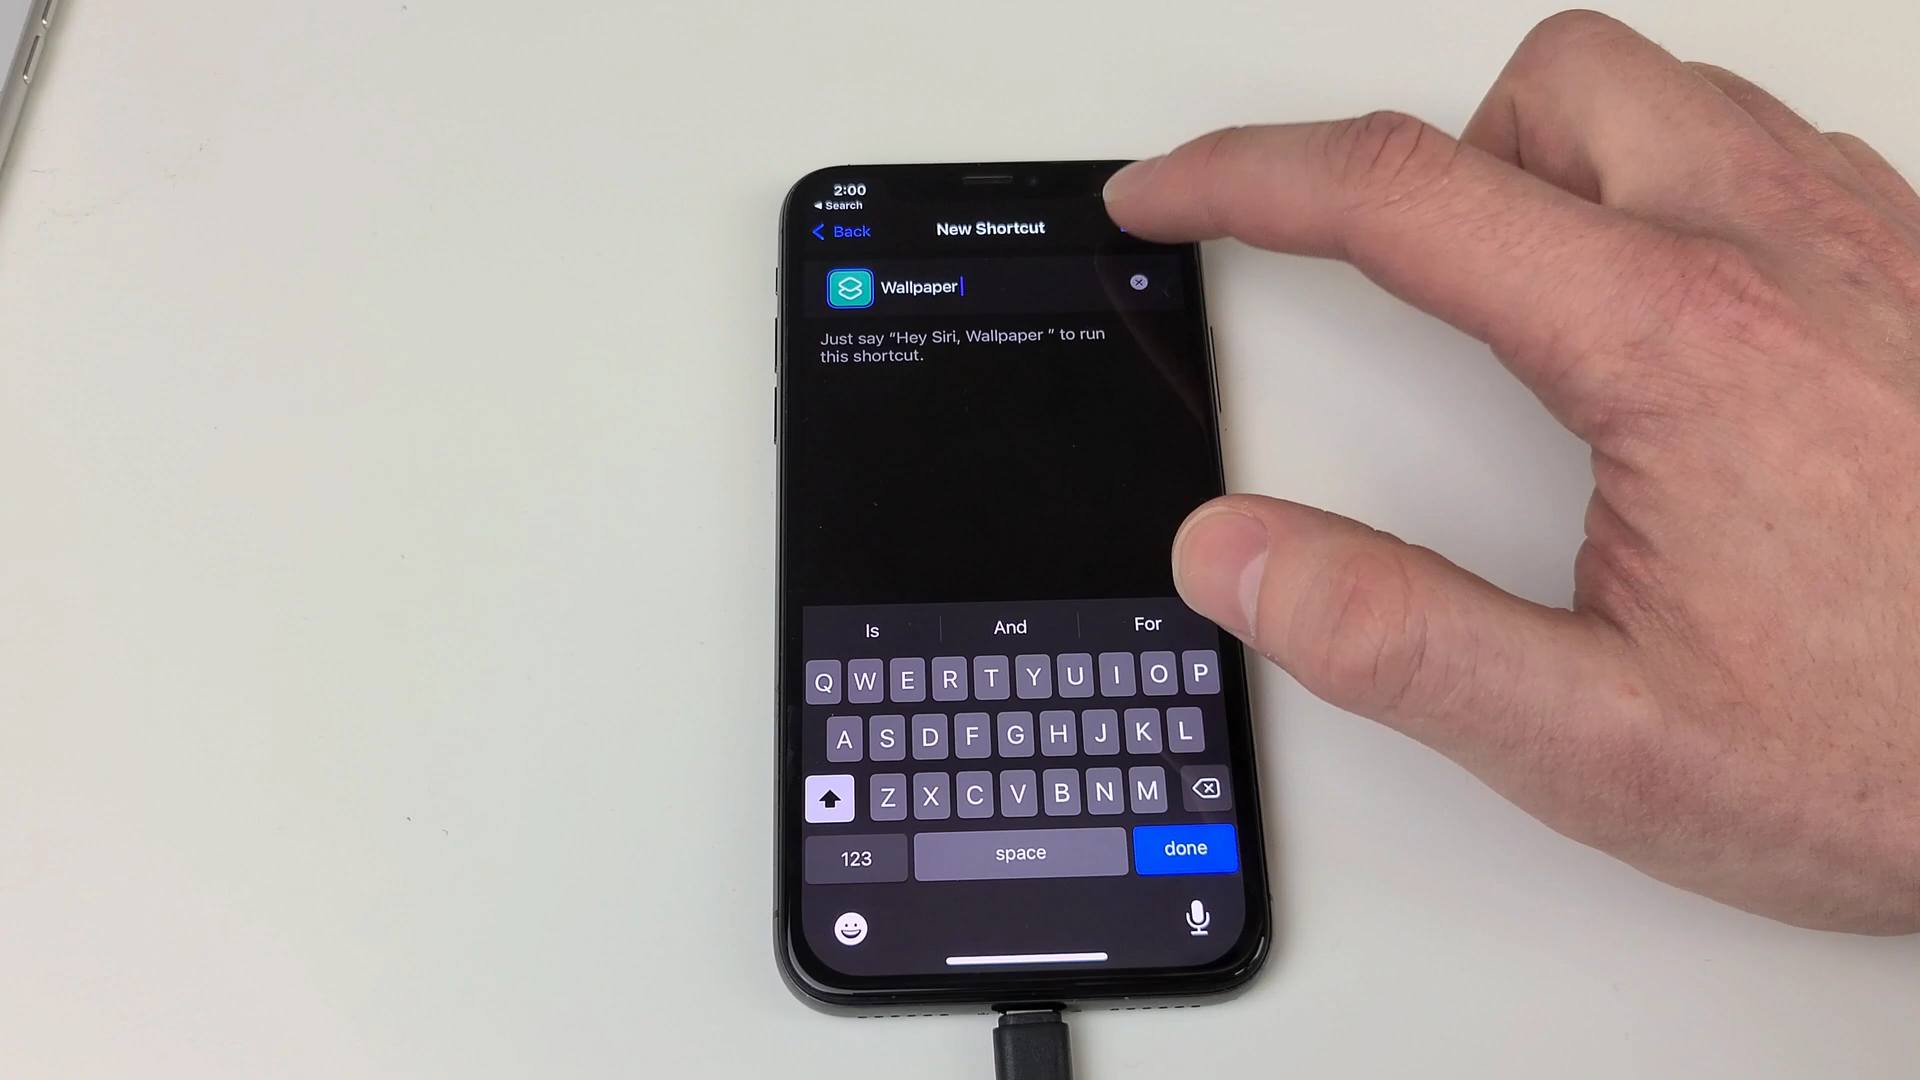 2:00
◄ Search
Back
New Shortcut
Wallpaper
Just say “Hey Siri, Wallpaper ” to run
this shortcut.
Is And For
Q W E R T Y U I O P
A S D F G H J K L
Z X C V B N M
123 space done